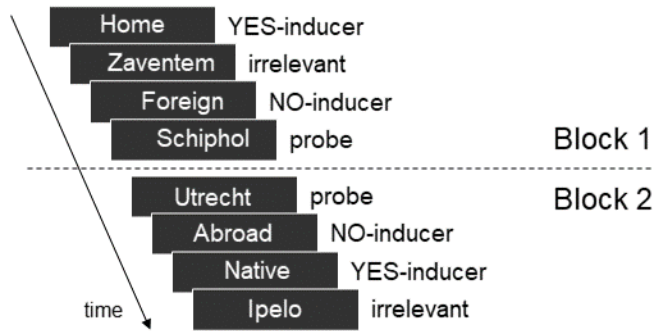 Home YES-inducer
Zaventem irrelevant
Foreign NO-inducer
Schiphol probe Block 1
Utrecht probe Block 2
Abroad NO-inducer
Native YES-inducer
time Ipelo irrelevant